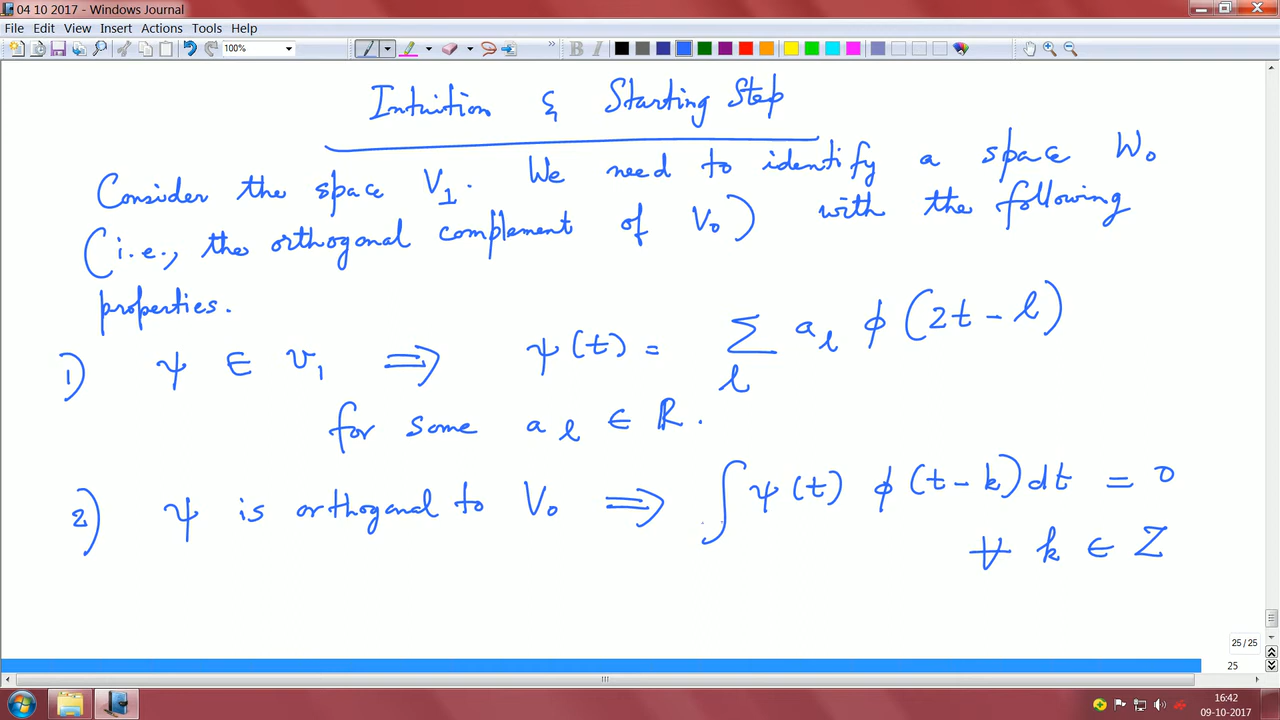 04 10 2017 - Windows Journal
File Edit View Insert Actions Tools Help
100%
Intuition & Starting Step
Consider the space V₁. We need to identify a space W₀
(i.e., the orthogonal complement of V₀) with the following
properties.
1) ψ ∈ V₁ ⟹ ψ(t) = ∑_l a_l ϕ(2t - l)
for some a_l ∈ ℝ.
2) ψ is orthogonal to V₀ ⟹ ∫ψ(t) ϕ(t-k)dt = 0
∀ k ∈ Z
25/25
25
16:42
09-10-2017